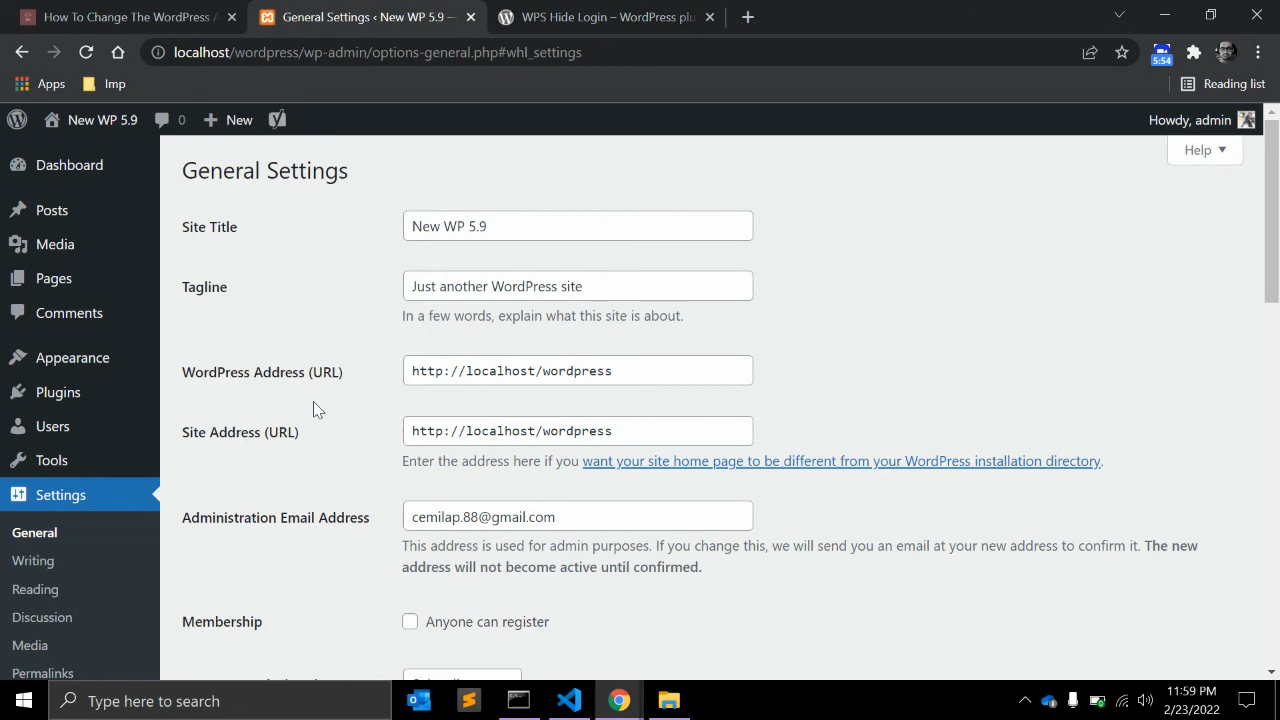 How To Change The WordPress A
General Settings ‹ New WP 5.9 —
WPS Hide Login – WordPress plu
localhost/wordpress/wp-admin/options-general.php#whl_settings
5:54
Apps
Imp
Reading list
New WP 5.9
0
New
Howdy, admin
Dashboard
Posts
Media
Pages
Comments
Appearance
Plugins
Users
Tools
Settings
General
Writing
Reading
Discussion
Media
Permalinks
Help
General Settings
Site Title
New WP 5.9
Tagline
Just another WordPress site
In a few words, explain what this site is about.
WordPress Address (URL)
http://localhost/wordpress
Site Address (URL)
http://localhost/wordpress
Enter the address here if you want your site home page to be different from your WordPress installation directory.
Administration Email Address
cemilap.88@gmail.com
This address is used for admin purposes. If you change this, we will send you an email at your new address to confirm it. The new
address will not become active until confirmed.
Membership
Anyone can register
Type here to search
11:59 PM
2/23/2022